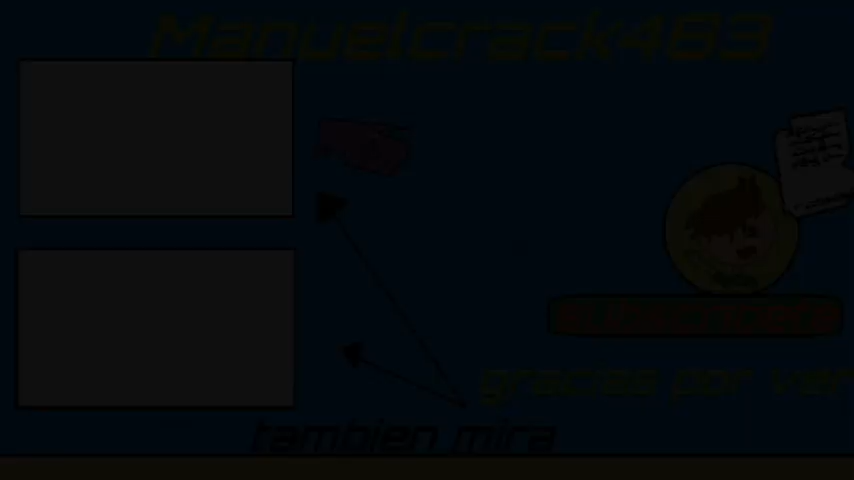 Manuelcrack483
suscribete
gracias por ver
tambien mira